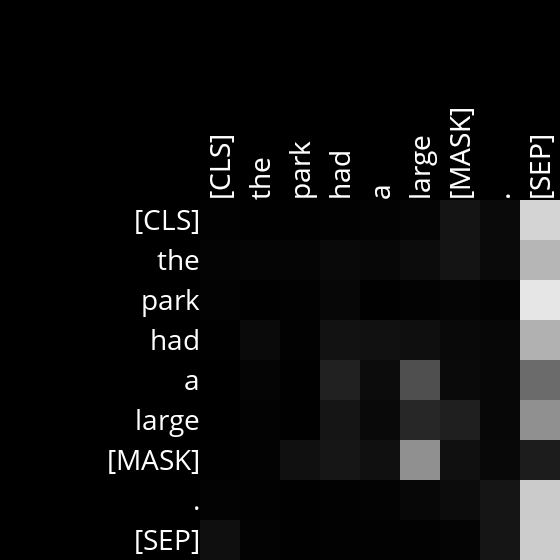 [CLS]
the
park
had
a
large
[MASK]
.
[SEP]
[CLS]
the
park
had
a
large
[MASK]
.
[SEP]